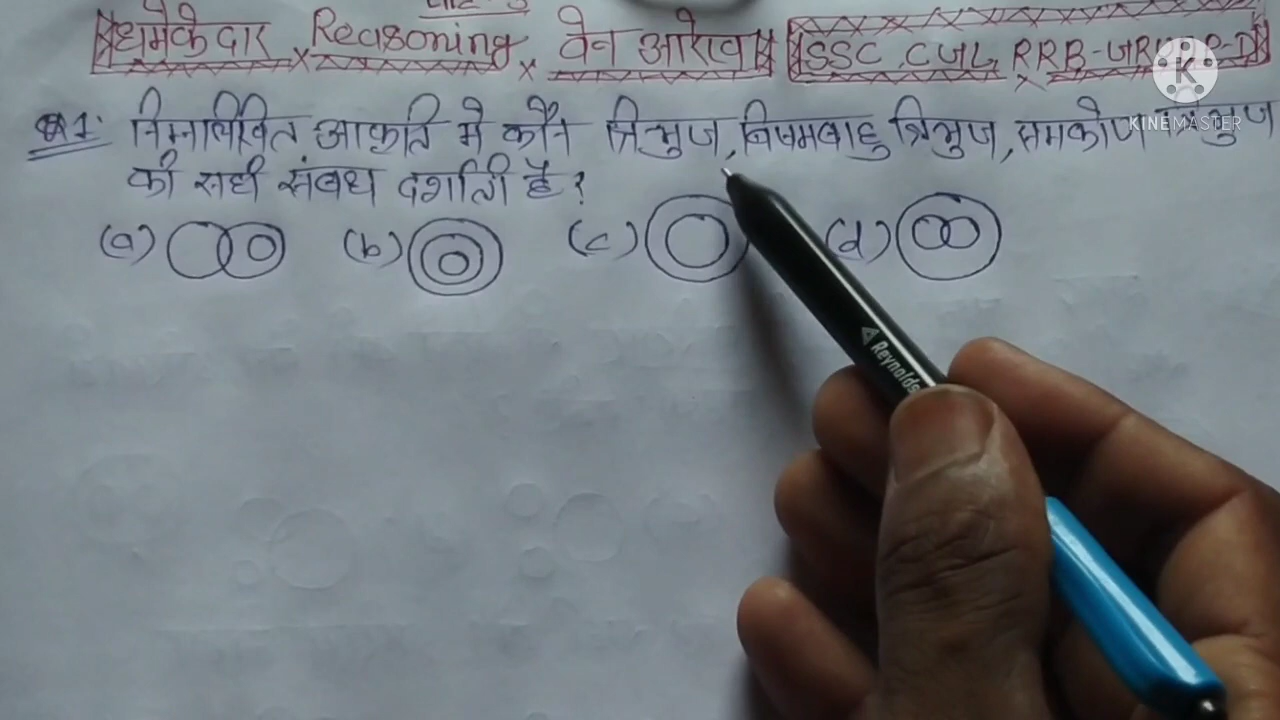 धमाकेदार Reasoning, वेन आरेख SSC, CGL, RRB-
KINEMASTER
Q1: निम्नलिखित आकृति मे कौन त्रिभुज, विषमबाहु त्रिभुज, समकोण त्रिभुज
की सही संबंध दर्शाती है?
(a) (b) (c) (d)
Reynolds